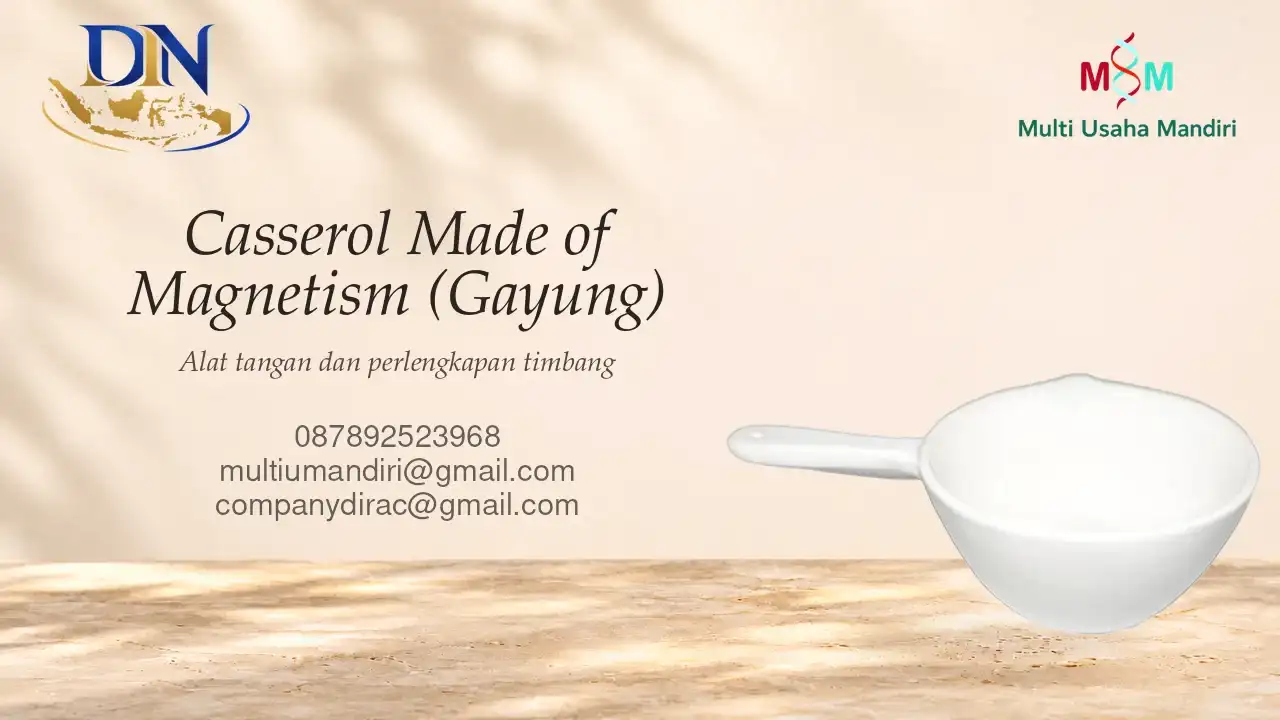 DN
MSM
Multi Usaha Mandiri
Casserol Made of
Magnetism (Gayung)
Alat tangan dan perlengkapan timbang
087892523968
multiumandiri@gmail.com
companydirac@gmail.com